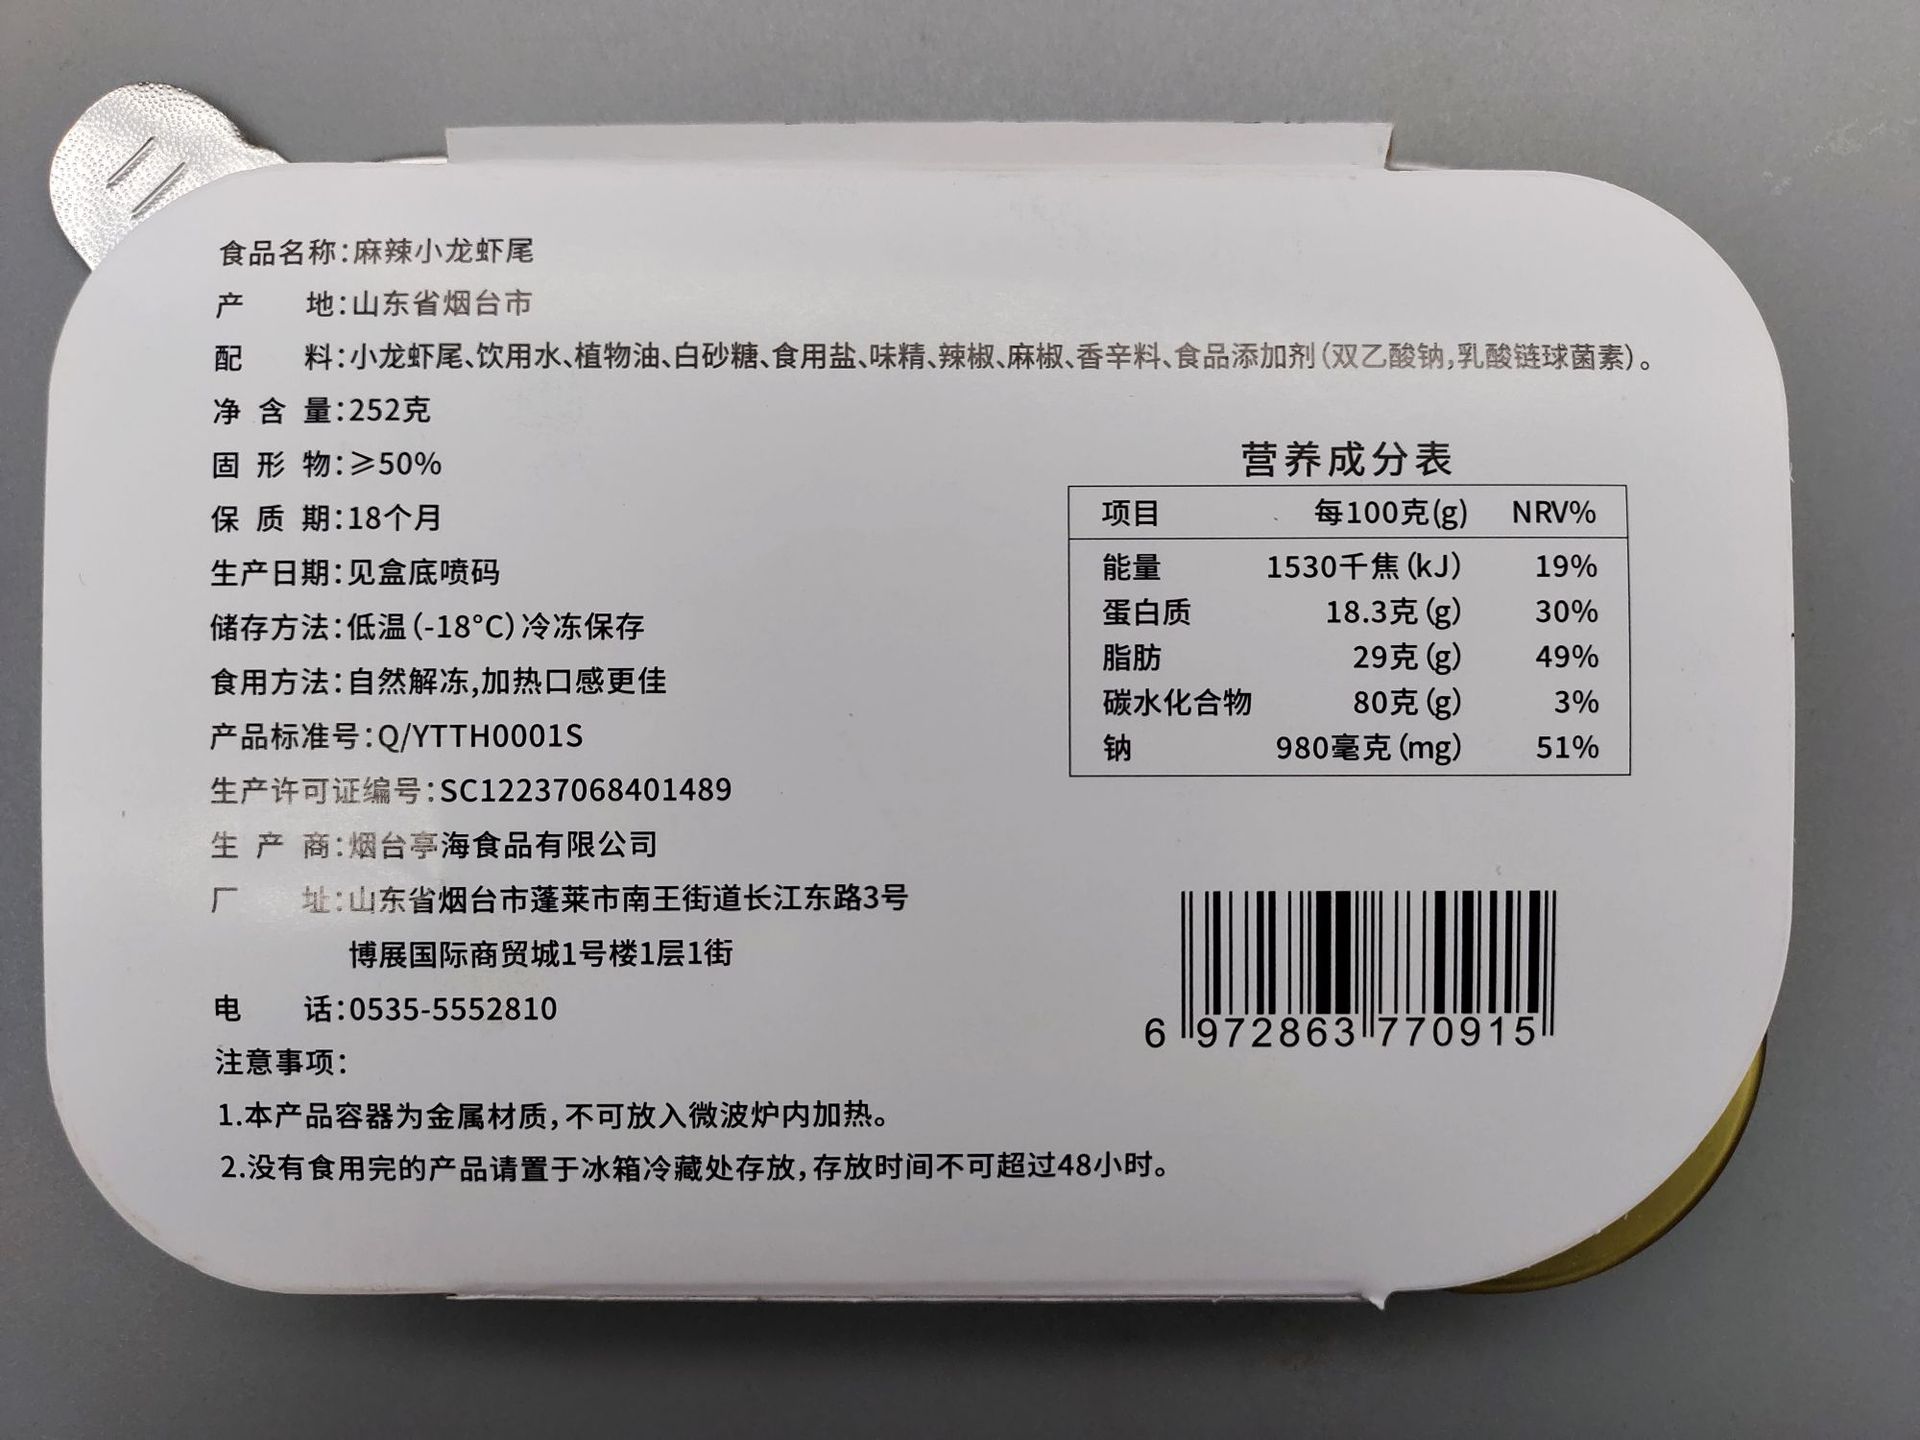 食品名称:麻辣小龙虾尾
产 地:山东省烟台市
配 料:小龙虾尾、饮用水、植物油、白砂糖、食用盐、味精、辣椒、麻椒、香辛料、食品添加剂(双乙酸钠,乳酸链球菌素)。
净含量:252克
固形物:≥50%
保质期:18个月
生产日期:见盒底喷码
储存方法:低温(-18°C)冷冻保存
食用方法:自然解冻,加热口感更佳
产品标准号:Q/YTTH0001S
生产许可证编号:SC12237068401489
生产商:烟台亭海食品有限公司
厂 址:山东省烟台市蓬莱市南王街道长江东路3号
博展国际商贸城1号楼1层1街
电 话:0535-5552810
注意事项:
1.本产品容器为金属材质,不可放入微波炉内加热。
2.没有食用完的产品请置于冰箱冷藏处存放,存放时间不可超过48小时。
营养成分表
项目 每100克(g) NRV%
能量 1530千焦(kJ) 19%
蛋白质 18.3克(g) 30%
脂肪 29克(g) 49%
碳水化合物 80克(g) 3%
钠 980毫克(mg) 51%
6 972863 770915